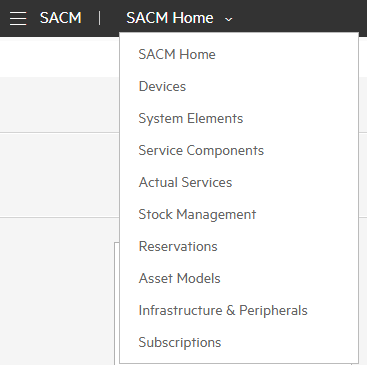 SACM | SACM Home
SACM Home
Devices
System Elements
Service Components
Actual Services
Stock Management
Reservations
Asset Models
Infrastructure & Peripherals
Subscriptions